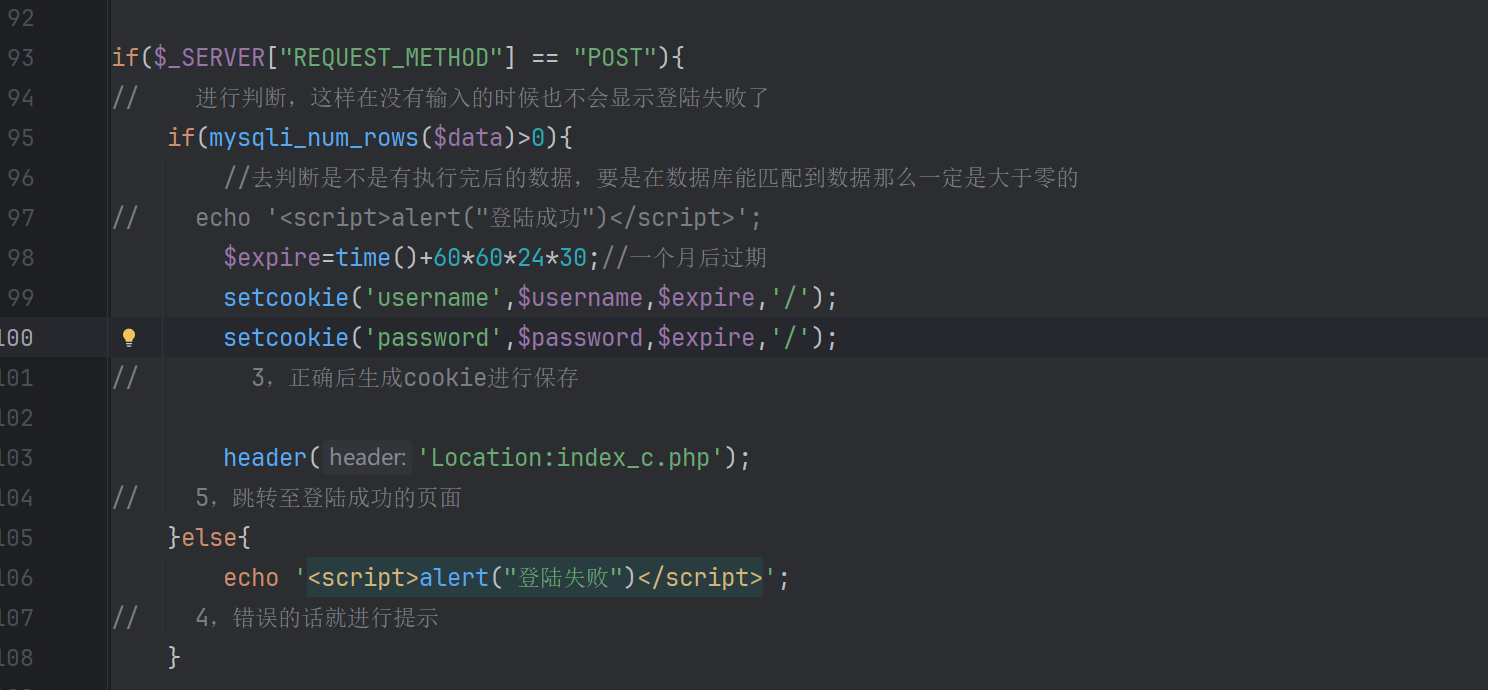 92
93 if($_SERVER["REQUEST_METHOD"] == "POST"){
94 // 进行判断，这样在没有输入的时候也不会显示登陆失败了
95 if(mysqli_num_rows($data)>0){
96 //去判断是不是有执行完后的数据，要是在数据库能匹配到数据那么一定是大于零的
97 // echo '<script>alert("登陆成功")</script>';
98 $expire=time()+60*60*24*30;//一个月后过期
99 setcookie('username',$username,$expire,'/');
100 setcookie('password',$password,$expire,'/');
101 // 3，正确后生成cookie进行保存
102
103 header( header: 'Location:index_c.php');
104 // 5，跳转至登陆成功的页面
105 }else{
106 echo '<script>alert("登陆失败")</script>';
107 // 4，错误的话就进行提示
108 }